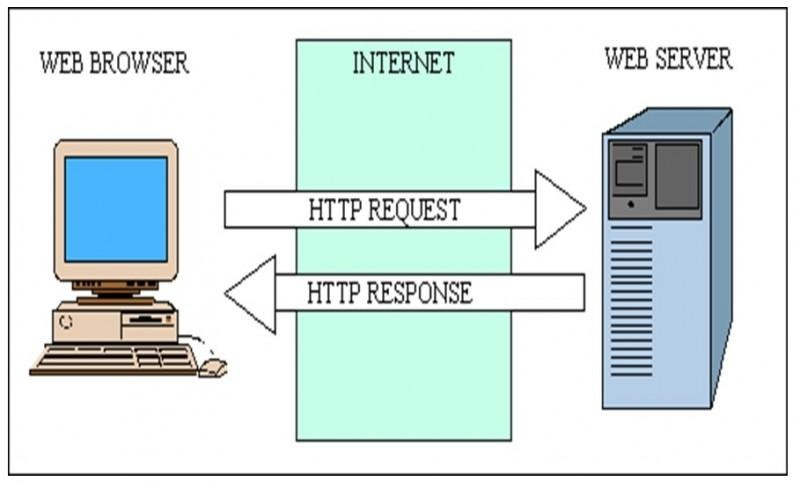 WEB BROWSER
INTERNET
WEB SERVER
HTTP REQUEST
HTTP RESPONSE